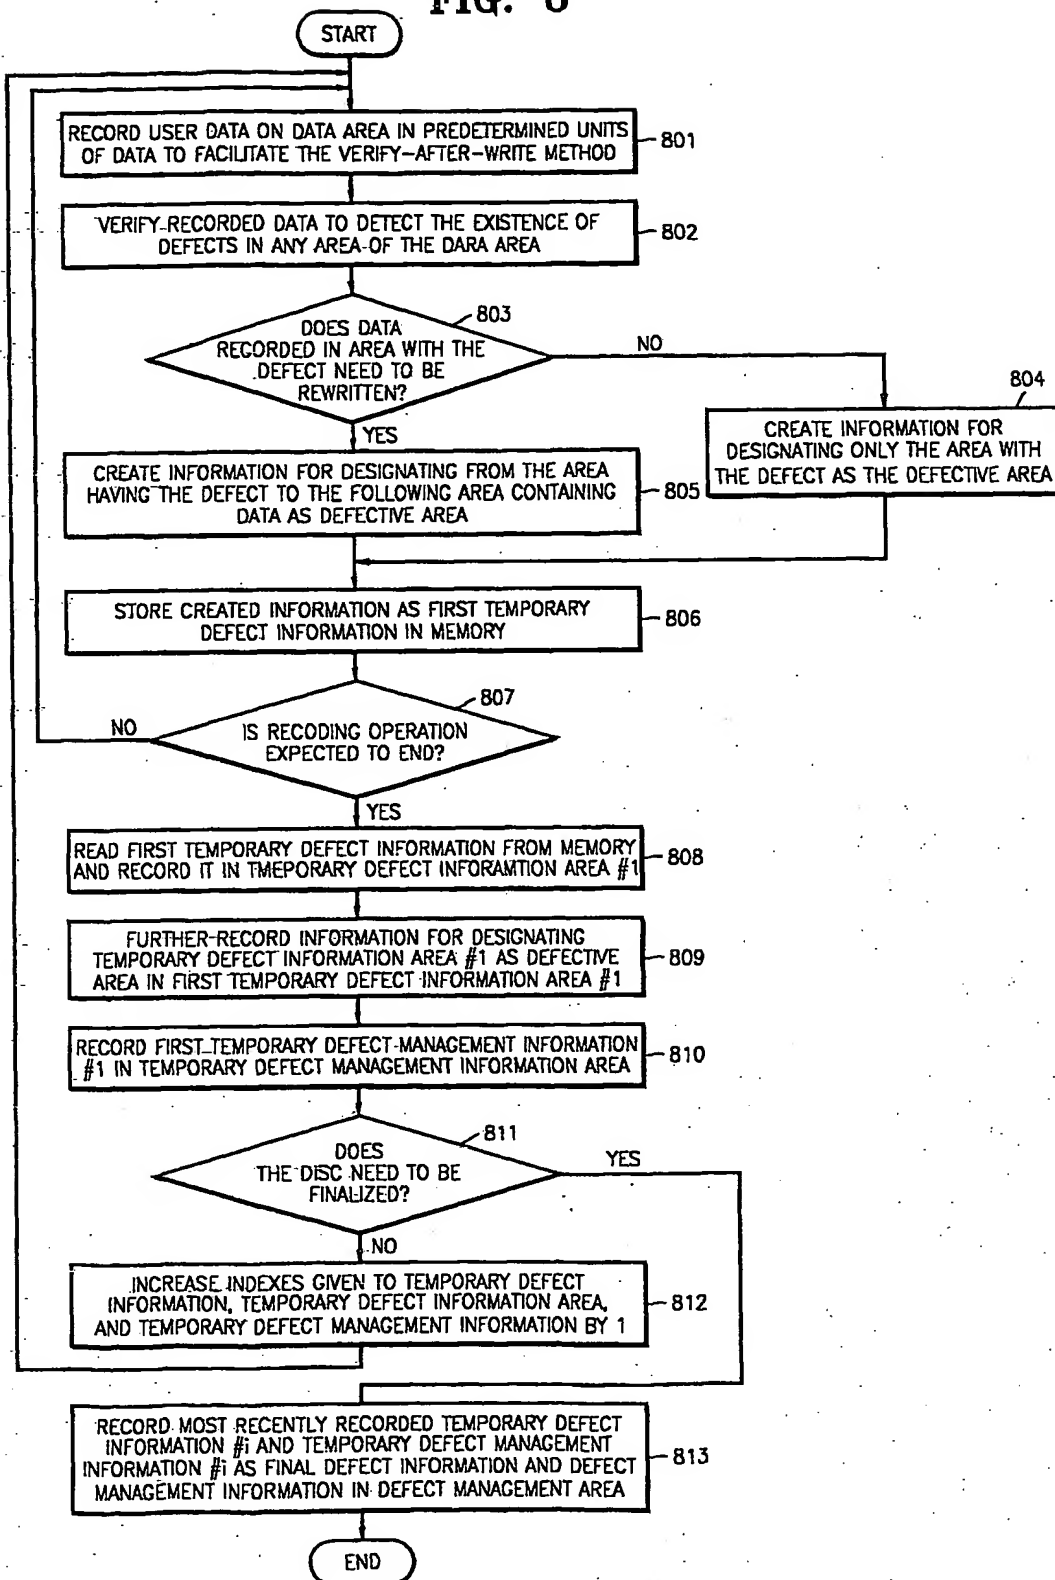 FIG. 8
START
RECORD USER DATA ON DATA AREA IN PREDETERMINED UNITS
OF DATA TO FACILITATE THE VERIFY-AFTER-WRITE METHOD
801
VERIFY-RECORDED DATA TO DETECT THE EXISTENCE OF
DEFECTS IN ANY AREA OF THE DARA AREA
802
803
DOES DATA
RECORDED IN AREA WITH THE
DEFECT NEED TO BE
REWRITTEN?
NO
YES
804
CREATE INFORMATION FOR
DESIGNATING ONLY THE AREA WITH
THE DEFECT AS THE DEFECTIVE AREA
CREATE INFORMATION FOR DESIGNATING FROM THE AREA
HAVING THE DEFECT TO THE FOLLOWING AREA CONTAINING
DATA AS DEFECTIVE AREA
805
STORE CREATED INFORMATION AS FIRST TEMPORARY
DEFECT INFORMATION IN MEMORY
806
807
IS RECODING OPERATION
EXPECTED TO END?
NO
YES
READ FIRST TEMPORARY DEFECT INFORMATION FROM MEMORY
AND RECORD IT IN TMEPORARY DEFECT INFORAMTION AREA #1
808
FURTHER-RECORD INFORMATION FOR DESIGNATING
TEMPORARY DEFECT INFORMATION AREA #1 AS DEFECTIVE
AREA IN FIRST TEMPORARY DEFECT INFORMATION AREA #1
809
RECORD FIRST TEMPORARY DEFECT MANAGEMENT INFORMATION
#1 IN TEMPORARY DEFECT MANAGEMENT INFORMATION AREA
810
811
DOES
THE DISC NEED TO BE
FINALIZED?
YES
NO
INCREASE INDEXES GIVEN TO TEMPORARY DEFECT
INFORMATION, TEMPORARY DEFECT INFORMATION AREA,
AND TEMPORARY DEFECT MANAGEMENT INFORMATION BY 1
812
RECORD MOST RECENTLY RECORDED TEMPORARY DEFECT
INFORMATION #i AND TEMPORARY DEFECT MANAGEMENT
INFORMATION #i AS FINAL DEFECT INFORMATION AND DEFECT
MANAGEMENT INFORMATION IN DEFECT MANAGEMENT AREA
813
END